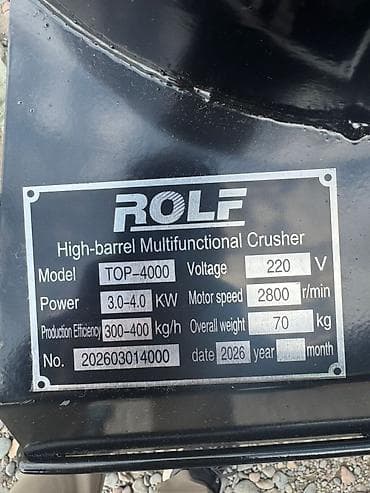 ROLF
High-barrel Multifunctional Crusher
Model TOP-4000 Voltage 220 V
Power 3.0-4.0 KW Motor speed 2800 r/min
Production Efficiency 300-400 kg/h Overall weight 70 kg
No. 202603014000 date 2026 year month